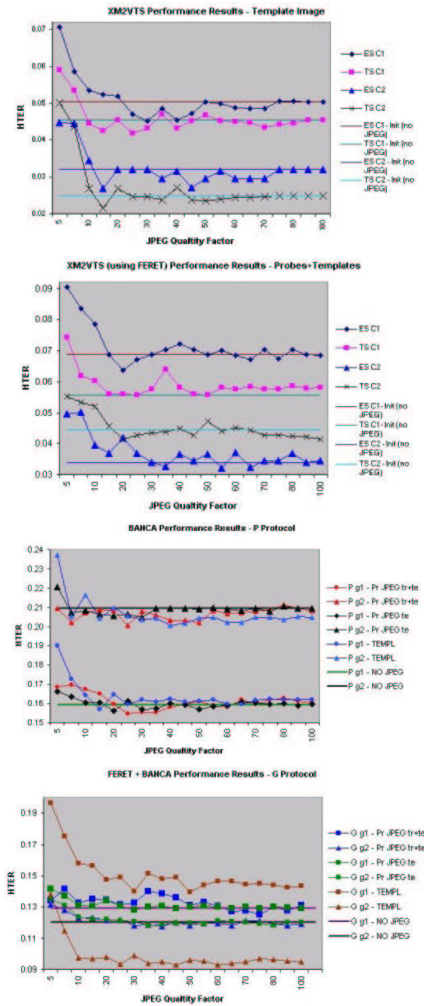 XM2VTS Performance Results - Template Image
0.07
0.06
0.05
0.04
0.03
0.02
HTER
5
10
20
30
40
50
60
70
80
90
100
JPEG Qualtity Factor
ES C1
TS C1
ES C2
TS C2
ES C1- Init (no JPEG)
TS C1- Init (no JPEG)
ES C2 - Init (no JPEG)
TS C2 - Init (no JPEG)
XM2VTS (using FERET) Performance Results - Probes+Templates
0.09
0.08
0.07
0.06
0.05
0.04
0.03
HTER
5
10
20
30
40
50
60
70
80
90
100
JPEG Qualtity Factor
ES C1
TS C1
ES C2
TS C2
ES C1- Init (no JPEG)
TS C1- Init (no JPEG)
ES C2 - Init (no JPEG)
TS C2 - Init (no JPEG)
BANCA Performance Results - P Protocol
0.24
0.23
0.22
0.21
0.20
0.19
0.18
0.17
0.16
0.15
HTER
5
10
20
30
40
50
60
70
80
90
100
JPEG Qualtity Factor
P g1 - Pr JPEG tr+te
P g2 - Pr JPEG tr+te
P g1 - Pr JPEG te
P g2 - Pr JPEG te
P g1 - TEMPL
P g2 - TEMPL
P g1 - NO JPEG
P g2 - NO JPEG
FERET + BANCA Performance Results - G Protocol
0.19
0.17
0.15
0.13
0.11
0.09
HTER
5
10
20
30
40
50
60
70
80
90
100
JPEG Qualtity Factor
G g1 - Pr JPEG tr+te
G g2 - Pr JPEG tr+te
G g1 - Pr JPEG te
G g2 - Pr JPEG te
G g1 - TEMPL
G g2 - TEMPL
G g1 - NO JPEG
G g2 - NO JPEG